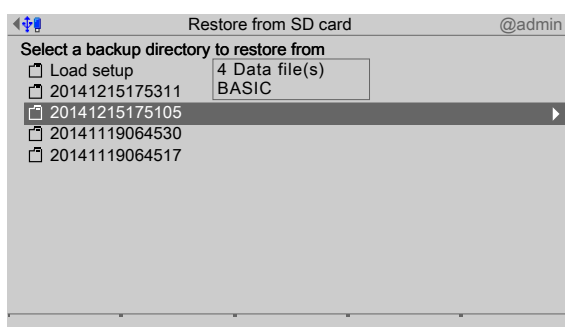 Restore from SD card @admin
Select a backup directory to restore from
Load setup
4 Data file(s)
20141215175311
BASIC
20141215175105
20141119064530
20141119064517